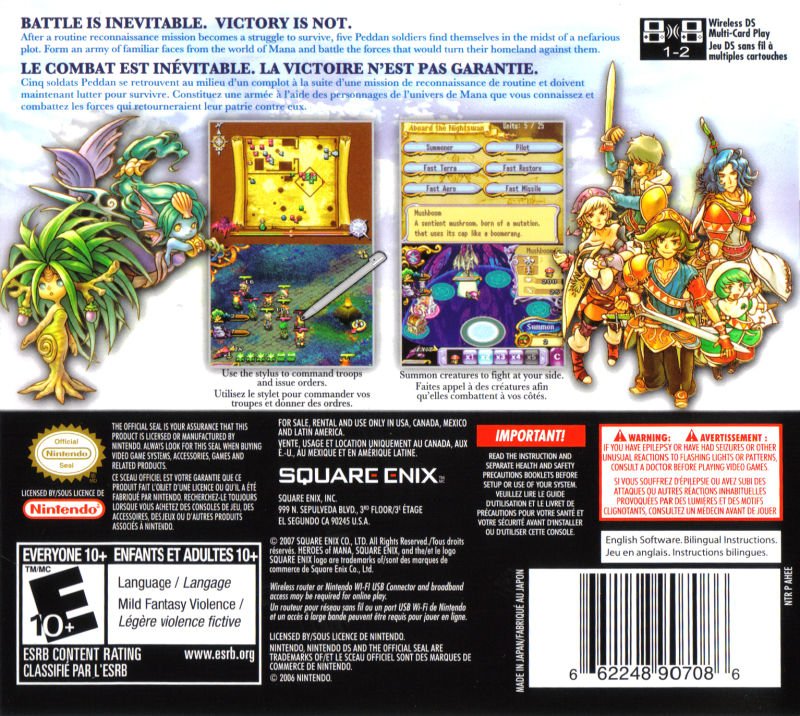 BATTLE IS INEVITABLE. VICTORY IS NOT.
After a routine reconnaissance mission becomes a struggle to survive, five Peddan soldiers find themselves in the midst of a nefarious
plot. Form an army of familiar faces from the world of Mana and battle the forces that would turn their homeland against them.
LE COMBAT EST INÉVITABLE. LA VICTOIRE N'EST PAS GARANTIE.
Cinq soldats Peddan se retrouvent au milieu d'un complot à la suite d'une mission de reconnaissance de routine et doivent
maintenant lutter pour survivre. Constituez une armée à l'aide des personnages de l'univers de Mana que vous connaissez et
combattez les forces qui retourneraient leur patrie contre eux.
1-2
Wireless DS
Multi-Card Play
Jeu DS sans fil à
multiples cartouches
Aboard the Nightswan
Units: 5 / 25
Summoner
Pilot
Fast Terra
Fast Restore
Fast Aero
Fast Missile
Mushboom
A sentient mushroom, born of a mutation,
that uses its cap like a boomerang.
Mushboom
200
25
Summon
x1
x3
x4
x5
C
Use the stylus to command troops
and issue orders.
Utilisez le stylet pour commander vos
troupes et donner des ordres.
Summon creatures to fight at your side.
Faites appel à des créatures afin
qu'elles combattent à vos côtés.
Official
Nintendo
Seal
LICENSED BY/SOUS LICENCE DE
Nintendo
THE OFFICIAL SEAL IS YOUR ASSURANCE THAT THIS
PRODUCT IS LICENSED OR MANUFACTURED BY
NINTENDO. ALWAYS LOOK FOR THIS SEAL WHEN BUYING
VIDEO GAME SYSTEMS, ACCESSORIES, GAMES AND
RELATED PRODUCTS.
CE SCEAU OFFICIEL EST VOTRE GARANTIE QUE CE
PRODUIT FAIT L'OBJET D'UNE LICENCE OU QU'IL A ÉTÉ
FABRIQUÉ PAR NINTENDO. RECHERCHEZ-LE TOUJOURS
LORSQUE VOUS ACHETEZ DES CONSOLES DE JEU, DES
ACCESSOIRES, DES JEUX OU D'AUTRES PRODUITS
ASSOCIÉS À NINTENDO.
FOR SALE, RENTAL AND USE ONLY IN USA, CANADA, MEXICO
AND LATIN AMERICA.
VENTE, USAGE ET LOCATION UNIQUEMENT AU CANADA, AUX
E.-U., AU MEXIQUE ET EN AMÉRIQUE LATINE.
SQUARE ENIX
SQUARE ENIX, INC.
999 N. SEPULVEDA BLVD., 3RD FLOOR/3E ÉTAGE
EL SEGUNDO CA 90245 U.S.A.
© 2007 SQUARE ENIX CO., LTD. All Rights Reserved./Tous droits
réservés. HEROES of MANA, SQUARE ENIX, and the/et le logo
SQUARE ENIX logo are trademarks of/sont des marques de
commerce de Square Enix Co., Ltd.
Wireless router or Nintendo Wi-Fi USB Connector and broadband
access may be required for online play.
Un routeur pour réseau sans fil ou un port USB Wi-Fi de Nintendo
et un accès à large bande peuvent être requis pour jouer en ligne.
LICENSED BY/SOUS LICENCE DE NINTENDO.
NINTENDO, NINTENDO DS AND THE OFFICIAL SEAL ARE
TRADEMARKS OF/ET LE SCEAU OFFICIEL SONT DES MARQUES DE
COMMERCE DE NINTENDO.
© 2006 NINTENDO.
IMPORTANT!
READ THE INSTRUCTION AND
SEPARATE HEALTH AND SAFETY
PRECAUTIONS BOOKLETS BEFORE
SETUP OR USE OF YOUR SYSTEM.
VEUILLEZ LIRE LE GUIDE
D'UTILISATION ET LE LIVRET DE
PRÉCAUTIONS POUR VOTRE SANTÉ ET
VOTRE SÉCURITÉ AVANT D'INSTALLER
OU D'UTILISER CETTE CONSOLE.
WARNING: AVERTISSEMENT :
IF YOU HAVE EPILEPSY OR HAVE HAD SEIZURES OR OTHER
UNUSUAL REACTIONS TO FLASHING LIGHTS OR PATTERNS,
CONSULT A DOCTOR BEFORE PLAYING VIDEO GAMES
SI VOUS SOUFFREZ D'ÉPILEPSIE OU AVEZ SUBI DES
ATTAQUES OU AUTRES RÉACTIONS INHABITUELLES
PROVOQUÉES PAR DES LUMIÈRES ET DES MOTIFS
CLIGNOTANTS, CONSULTEZ UN MÉDECIN AVANT DE JOUER
English Software. Bilingual Instructions.
Jeu en anglais. Instructions bilingues.
EVERYONE 10+ ENFANTS ET ADULTES 10+
TM/MC
E
10+
Language / Langage
Mild Fantasy Violence /
Légère violence fictive
ESRB CONTENT RATING www.esrb.org
CLASSIFIÉ PAR L'ESRB
MADE IN JAPAN/FABRIQUÉ AU JAPON
NTR P AHEE
6 62248 90708 6